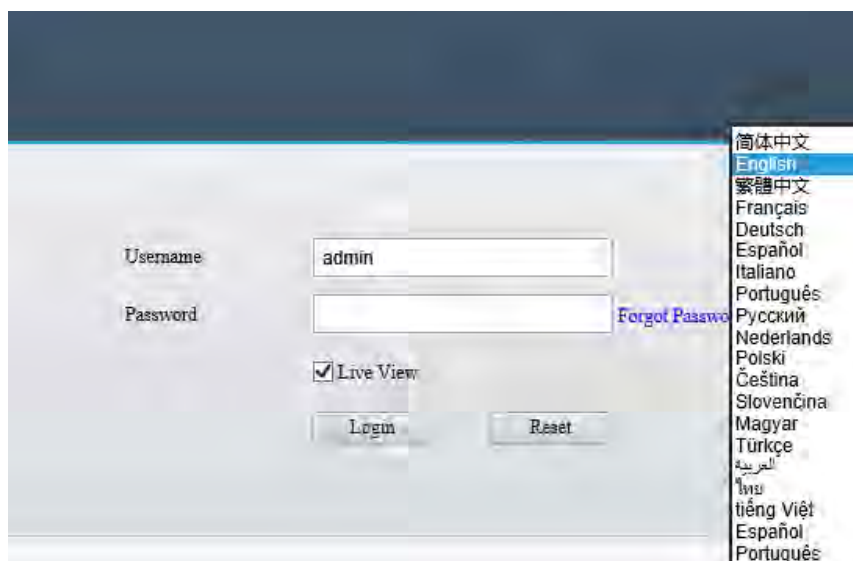 Username
admin
Password
Forgot Passwo
Live View
Login
Reset
简体中文
English
繁體中文
Français
Deutsch
Español
Italiano
Português
Русский
Nederlands
Polski
Čeština
Slovenčina
Magyar
Türkçe
العربية
ไทย
tiếng Việt
Español
Português